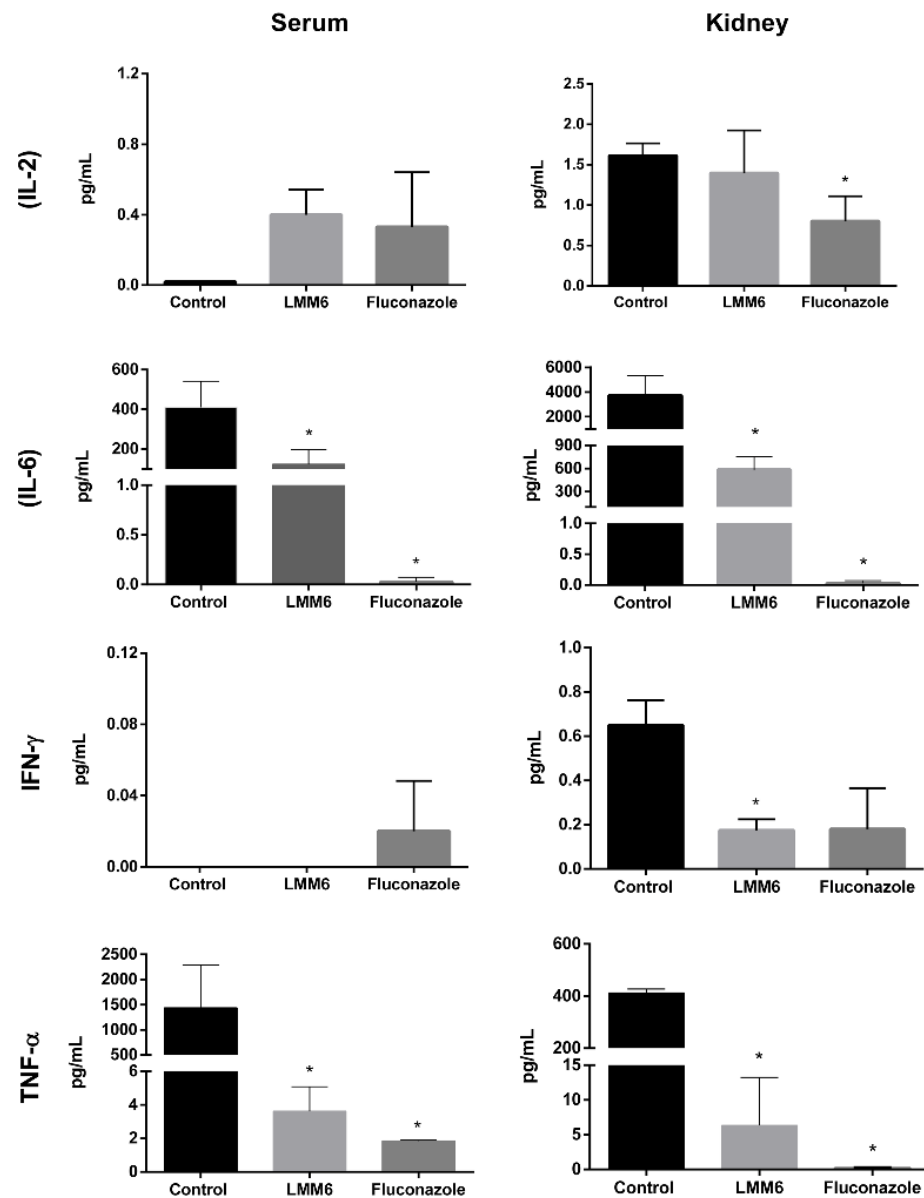 Serum
Kidney
(IL-2)
pg/mL
1.2
0.8
0.4
0.0
Control LMM6 Fluconazole
pg/mL
2.5
2.0
1.5
1.0
0.5
0.0
*
Control LMM6 Fluconazole
(IL-6)
pg/mL
600
400
200
1.0
0.5
0.0
*
*
Control LMM6 Fluconazole
pg/mL
6000
4000
2000
900
600
300
1.0
0.5
0.0
*
*
Control LMM6 Fluconazole
IFN-γ
pg/mL
0.12
0.08
0.04
0.00
Control LMM6 Fluconazole
pg/mL
1.0
0.8
0.6
0.4
0.2
0.0
*
Control LMM6 Fluconazole
TNF-α
pg/mL
2500
2000
1500
1000
500
6
4
2
0
*
*
Control LMM6 Fluconazole
pg/mL
600
400
200
15
10
5
0
*
*
Control LMM6 Fluconazole